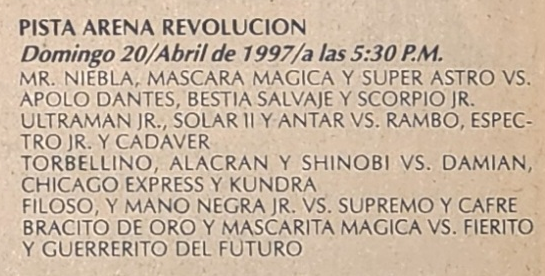 PISTA ARENA REVOLUCION
Domingo 20/Abril de 1997/a las 5:30 P.M.
MR. NIEBLA, MASCARA MAGICA Y SUPER ASTRO VS.
APOLO DANTES, BESTIA SALVAJE Y SCORPIO JR.
ULTRAMAN JR., SOLAR II Y ANTAR VS. RAMBO, ESPEC-
TRO JR. Y CADAVER
TORBELLINO, ALACRAN Y SHINOBI VS. DAMIAN,
CHICAGO EXPRESS Y KUNDRA
FILOSO, Y MANO NEGRA JR. VS. SUPREMO Y CAFRE
BRACITO DE ORO Y MASCARITA MAGICA VS. FIERITO
Y GUERRERITO DEL FUTURO